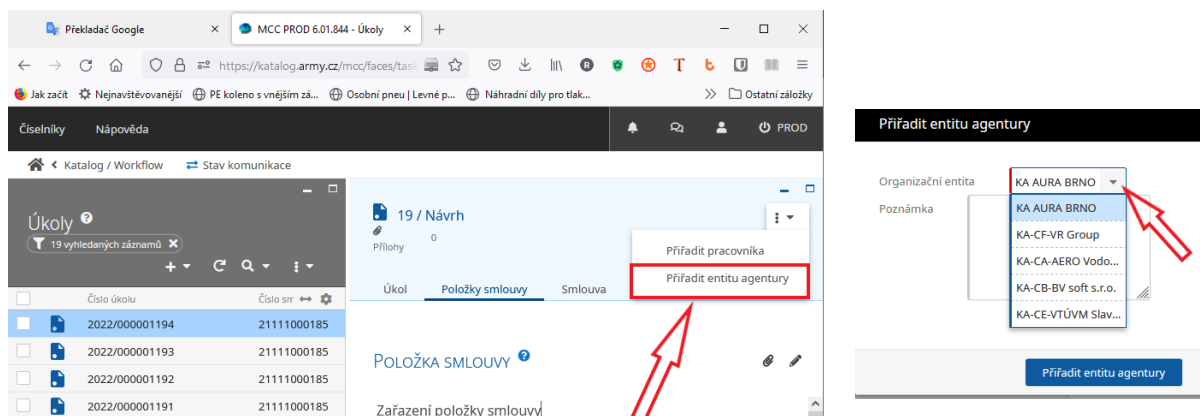 Překladač Google
MCC PROD 6.01.844 - Úkoly
https://katalog.army.cz/mcc/faces/task
Jak začít
Nejnavštěvovanější
PE koleno s vnějším zá...
Osobní pneu | Levné p...
Náhradní díly pro tlak...
Ostatní záložky
Číselníky
Nápověda
PROD
Katalog / Workflow
Stav komunikace
Úkoly
19 vyhledaných záznamů
Číslo úkolu
Číslo sm
2022/000001194
21111000185
2022/000001193
21111000185
2022/000001192
21111000185
2022/000001191
21111000185
19 / Návrh
Přílohy
0
Přiřadit pracovníka
Přiřadit entitu agentury
Úkol
Položky smlouvy
Smlouva
POLOŽKA SMLOUVY
Zařazení položky smlouvy
Přiřadit entitu agentury
Organizační entita
KA AURA BRNO
Poznámka
KA AURA BRNO
KA-CF-VR Group
KA-CA-AERO Vodo...
KA-CB-BV soft s.r.o.
KA-CE-VTÚVM Slav...
Přiřadit entitu agentury